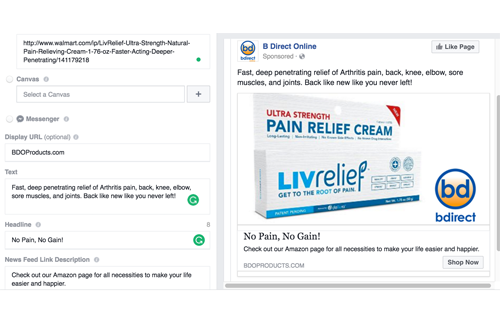 http://www.walmart.com/ip/LivRelief-Ultra-Strength-Natural-
Pain-Relieving-Cream-1-76-oz-Faster-Acting-Deeper-
Penetrating/141179218
Canvas
Select a Canvas
+
Messenger
Display URL (optional)
BDOProducts.com
Text
Fast, deep penetrating relief of Arthritis pain, back, knee, elbow,
sore muscles, and joints. Back like new like you never left!
Headline
8
No Pain, No Gain!
News Feed Link Description
Check out our Amazon page for all necessities to make your life
easier and happier.
bd
bdirect
B Direct Online
Sponsored
Like Page
Fast, deep penetrating relief of Arthritis pain, back, knee, elbow, sore
muscles, and joints. Back like new like you never left!
ULTRA STRENGTH
PAIN RELIEF CREAM
LIVrelief
GET TO THE ROOT OF PAIN
PATENT PENDING
bd
bdirect
No Pain, No Gain!
Check out our Amazon page for all necessities to make your life easier and happier.
BDOPRODUCTS.COM
Shop Now